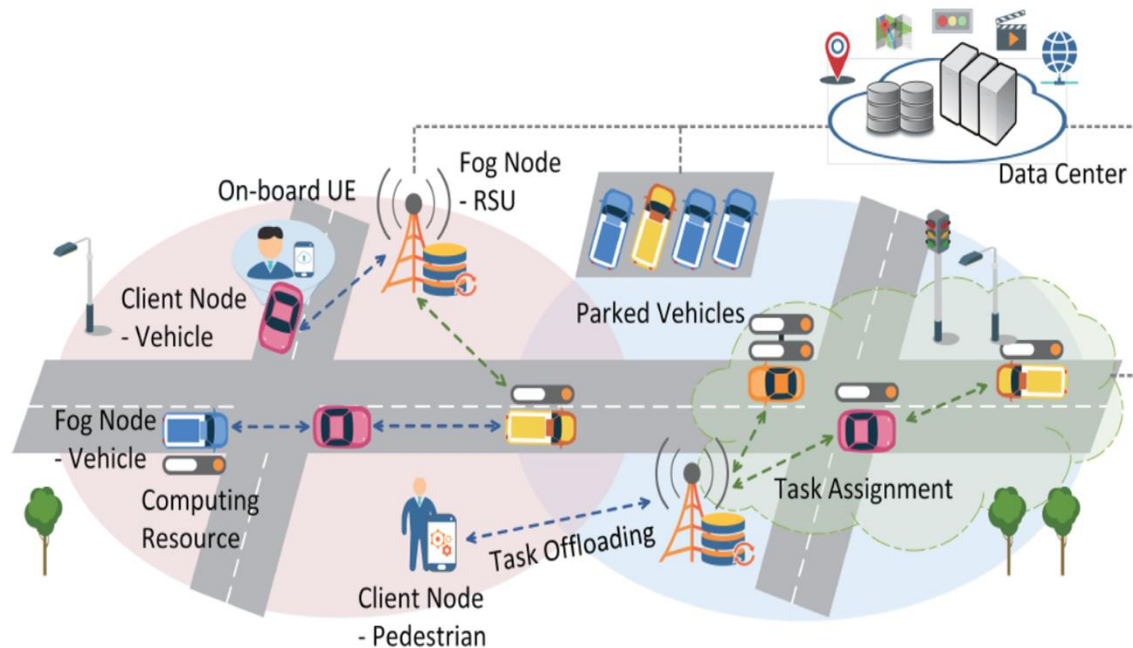 Data Center
Fog Node
- RSU
On-board UE
Client Node
- Vehicle
Parked Vehicles
Fog Node
- Vehicle
Computing
Resource
Task Assignment
Task Offloading
Client Node
- Pedestrian